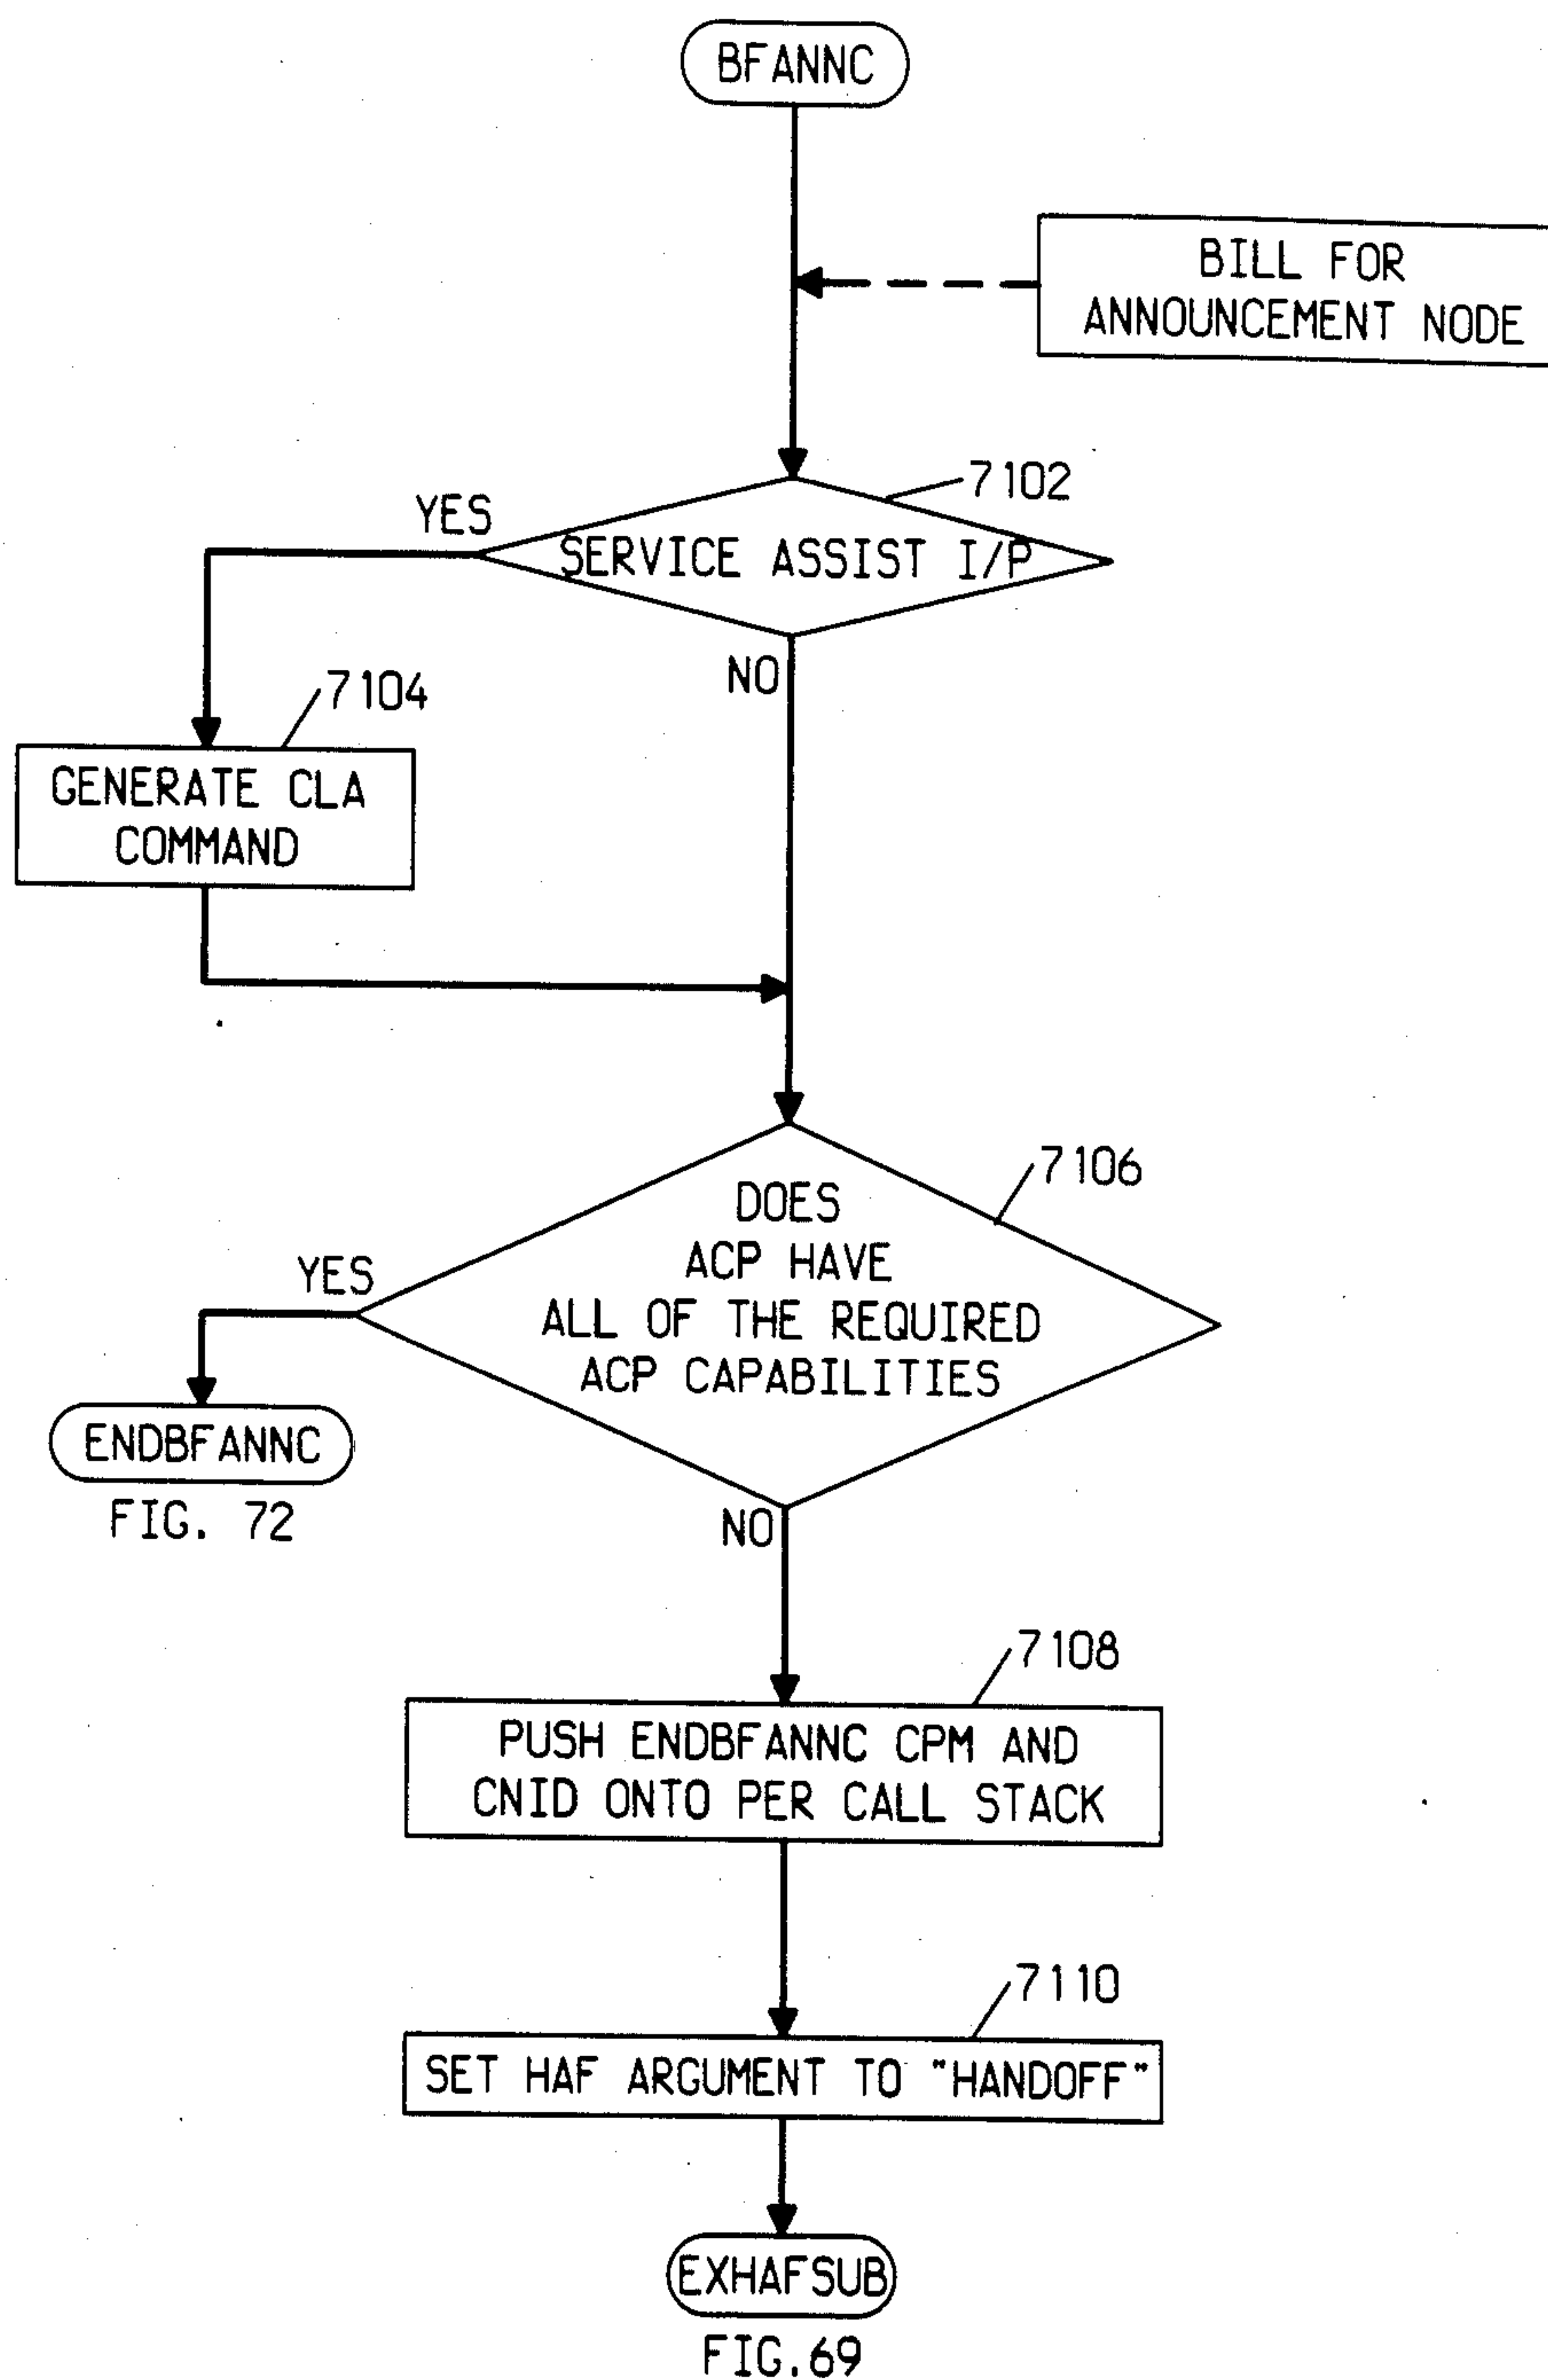 BFANNC
BILL FOR
ANNOUNCEMENT NODE
7102
YES
SERVICE ASSIST I/P
NO
7104
GENERATE CLA
COMMAND
7106
DOES
ACP HAVE
ALL OF THE REQUIRED
ACP CAPABILITIES
YES
ENDBFANNC
FIG. 72
NO
7108
PUSH ENDBFANNC CPM AND
CNID ONTO PER CALL STACK
7110
SET HAF ARGUMENT TO "HANDOFF"
EXHAFSUB
FIG.69